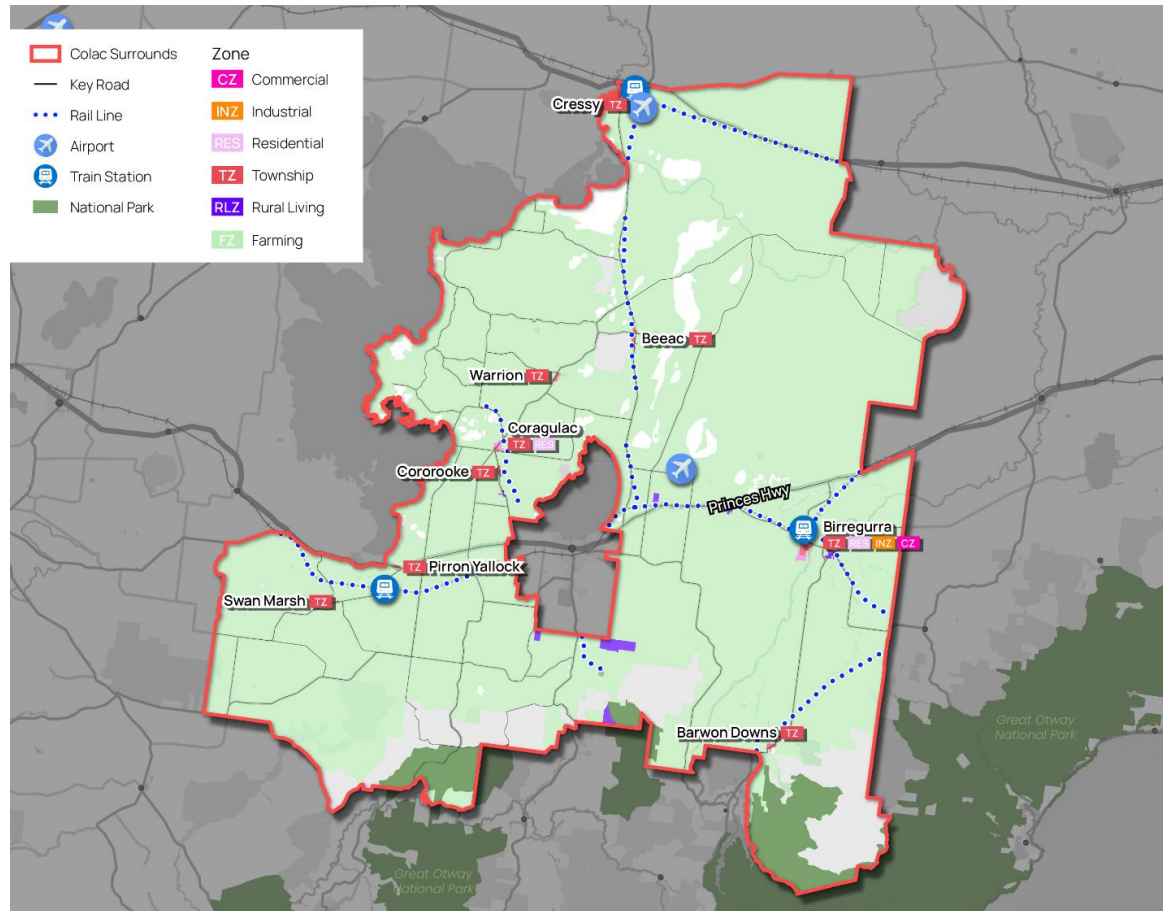 Colac Surrounds
Key Road
Rail Line
Airport
Train Station
National Park
Zone
CZ Commercial
INZ Industrial
RES Residential
TZ Township
RLZ Rural Living
FZ Farming
Cressy TZ
Beeac TZ
Warrion TZ
Coragulac
TZ RES
Cororooke TZ
Princes Hwy
Birregurra
TZ RES INZ CZ
TZ Pirron Yallock
Swan Marsh TZ
Barwon Downs TZ
Great Otway
National Park
Great Otway
National Park